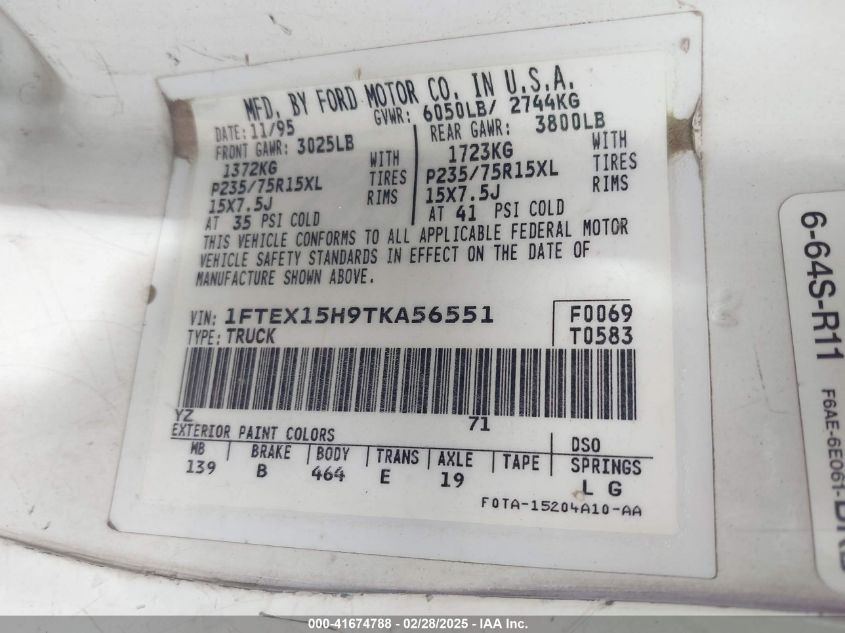 MFD. BY FORD MOTOR CO. IN U.S.A.
DATE: 11/95 GVWR: 6050LB/ 2744KG
FRONT GAWR: 3025LB REAR GAWR: 3800LB
1372KG WITH 1723KG WITH
P235/75R15XL TIRES P235/75R15XL TIRES
15X7.5J RIMS 15X7.5J RIMS
AT 35 PSI COLD AT 41 PSI COLD
THIS VEHICLE CONFORMS TO ALL APPLICABLE FEDERAL MOTOR
VEHICLE SAFETY STANDARDS IN EFFECT ON THE DATE OF
MANUFACTURE SHOWN ABOVE.
VIN: 1FTEX15H9TKA56551 F0069
TYPE: TRUCK T0583
YZ 71
EXTERIOR PAINT COLORS DSO
WB BRAKE BODY TRANS AXLE TAPE SPRINGS
139 B 464 E 19 L G
F0TA-15204A10-AA
6-64S-R11
F6AE-6E061-
000-41674788 - 02/28/2025 - IAA Inc.